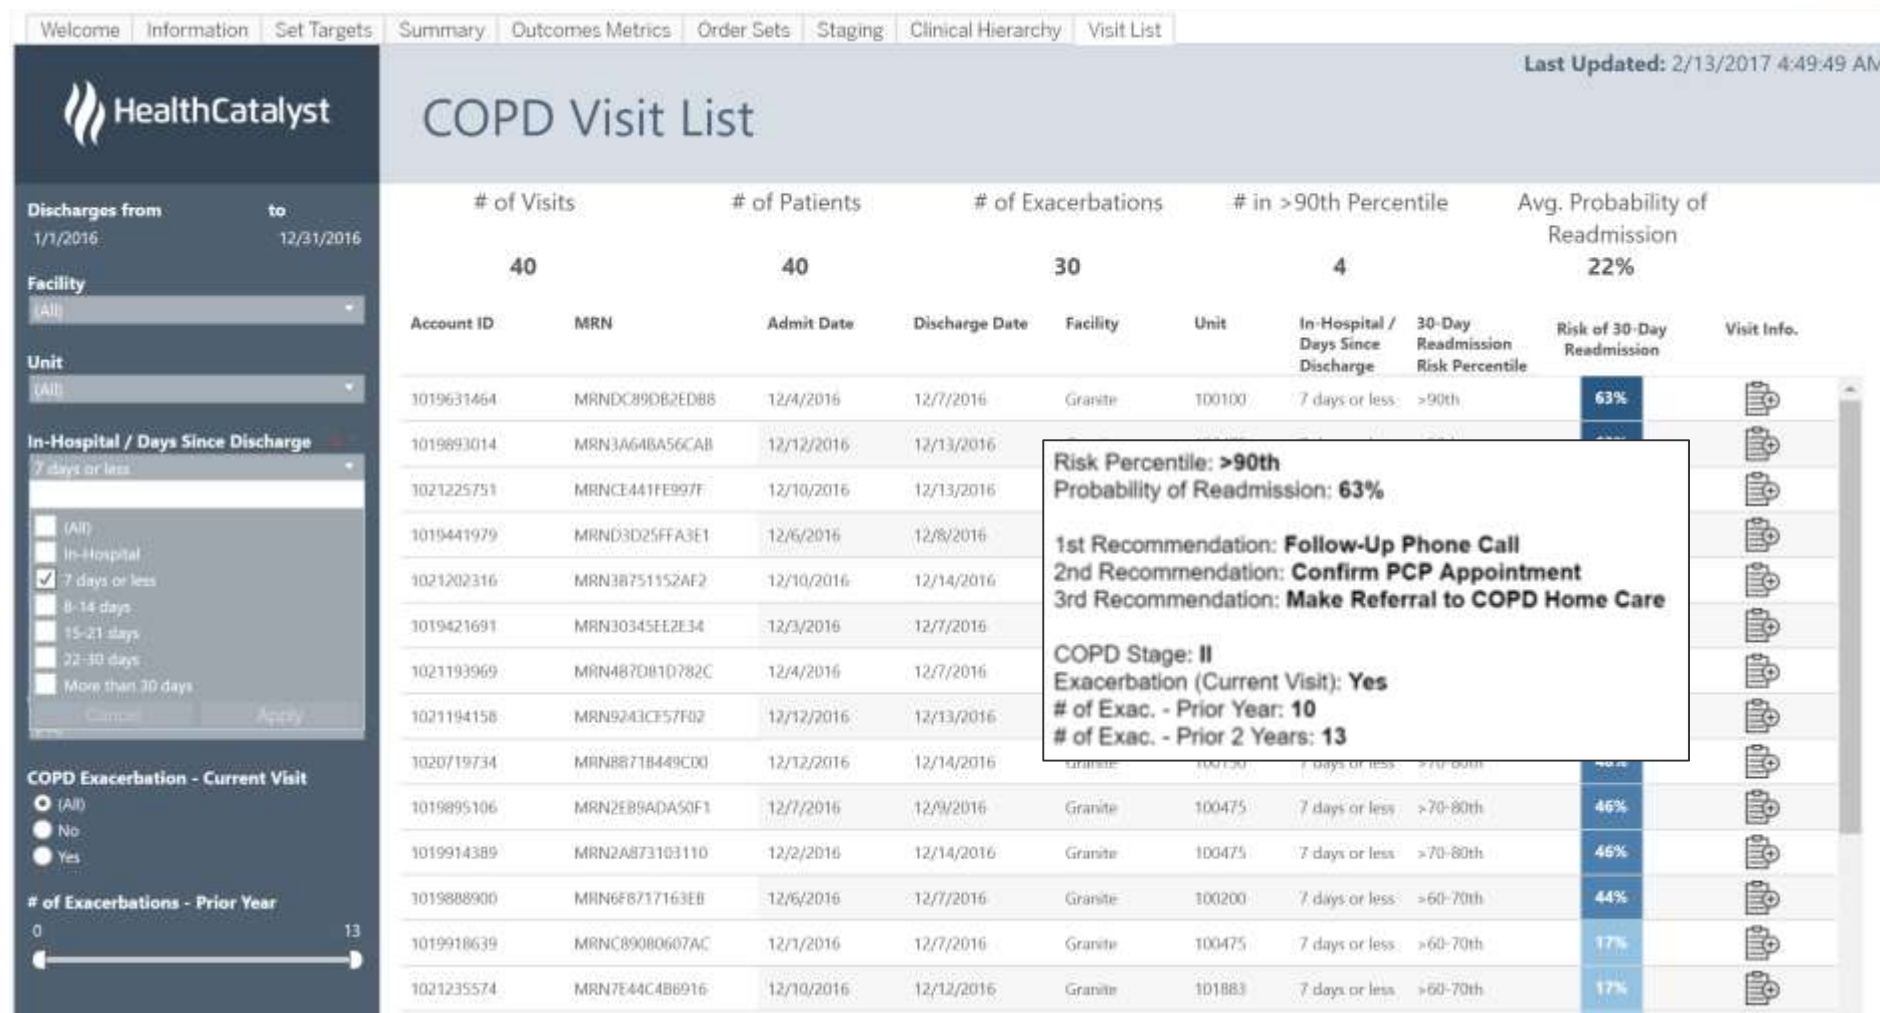 Welcome Information Set Targets Summary Outcomes Metrics Order Sets Staging Clinical Hierarchy Visit List
Last Updated: 2/13/2017 4:49:49 AM
HealthCatalyst
COPD Visit List
Discharges from to
1/1/2016 12/31/2016
Facility
(All)
Unit
(All)
In-Hospital / Days Since Discharge
7 days or less
(All)
In-Hospital
7 days or less
8-14 days
15-21 days
22-30 days
More than 30 days
Cancel Apply
COPD Exacerbation - Current Visit
(All)
No
Yes
# of Exacerbations - Prior Year
0 13
# of Visits # of Patients # of Exacerbations # in >90th Percentile Avg. Probability of
Readmission
40 40 30 4 22%
Account ID MRN Admit Date Discharge Date Facility Unit In-Hospital / Days Since Discharge 30-Day Readmission Risk Percentile Risk of 30-Day Readmission Visit Info.
1019631464 MRNDC89DB2EDB8 12/4/2016 12/7/2016 Granite 100100 7 days or less >90th 63%
1019893014 MRN3A64BA56CAB 12/12/2016 12/13/2016
1021225751 MRNCE441FE997F 12/10/2016 12/13/2016
1019441979 MRND3D25FFA3E1 12/6/2016 12/8/2016
1021202316 MRN3B751152AF2 12/10/2016 12/14/2016
1019421691 MRN30345EE2E34 12/3/2016 12/7/2016
1021193969 MRN4B7D81D782C 12/4/2016 12/7/2016
1021194158 MRN9243CF57F02 12/12/2016 12/13/2016
1020719734 MRN8B71B449C00 12/12/2016 12/14/2016
1019895106 MRN2EB9ADA50F1 12/7/2016 12/9/2016 Granite 100475 7 days or less >70-80th 46%
1019914389 MRN2A873103110 12/2/2016 12/14/2016 Granite 100475 7 days or less >70-80th 46%
1019888900 MRN6F8717163EB 12/6/2016 12/7/2016 Granite 100200 7 days or less >60-70th 44%
1019918639 MRNC89080607AC 12/1/2016 12/7/2016 Granite 100475 7 days or less >60-70th 17%
1021235574 MRN7E44C4B6916 12/10/2016 12/12/2016 Granite 101883 7 days or less >60-70th 17%
Risk Percentile: >90th
Probability of Readmission: 63%
1st Recommendation: Follow-Up Phone Call
2nd Recommendation: Confirm PCP Appointment
3rd Recommendation: Make Referral to COPD Home Care
COPD Stage: II
Exacerbation (Current Visit): Yes
# of Exac. - Prior Year: 10
# of Exac. - Prior 2 Years: 13